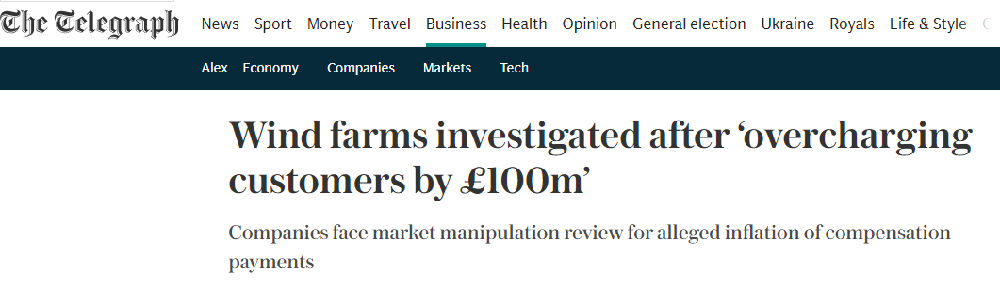 The Telegraph News Sport Money Travel Business Health Opinion General election Ukraine Royals Life & Style
Alex Economy Companies Markets Tech
Wind farms investigated after ‘overcharging
customers by £100m’
Companies face market manipulation review for alleged inflation of compensation
payments